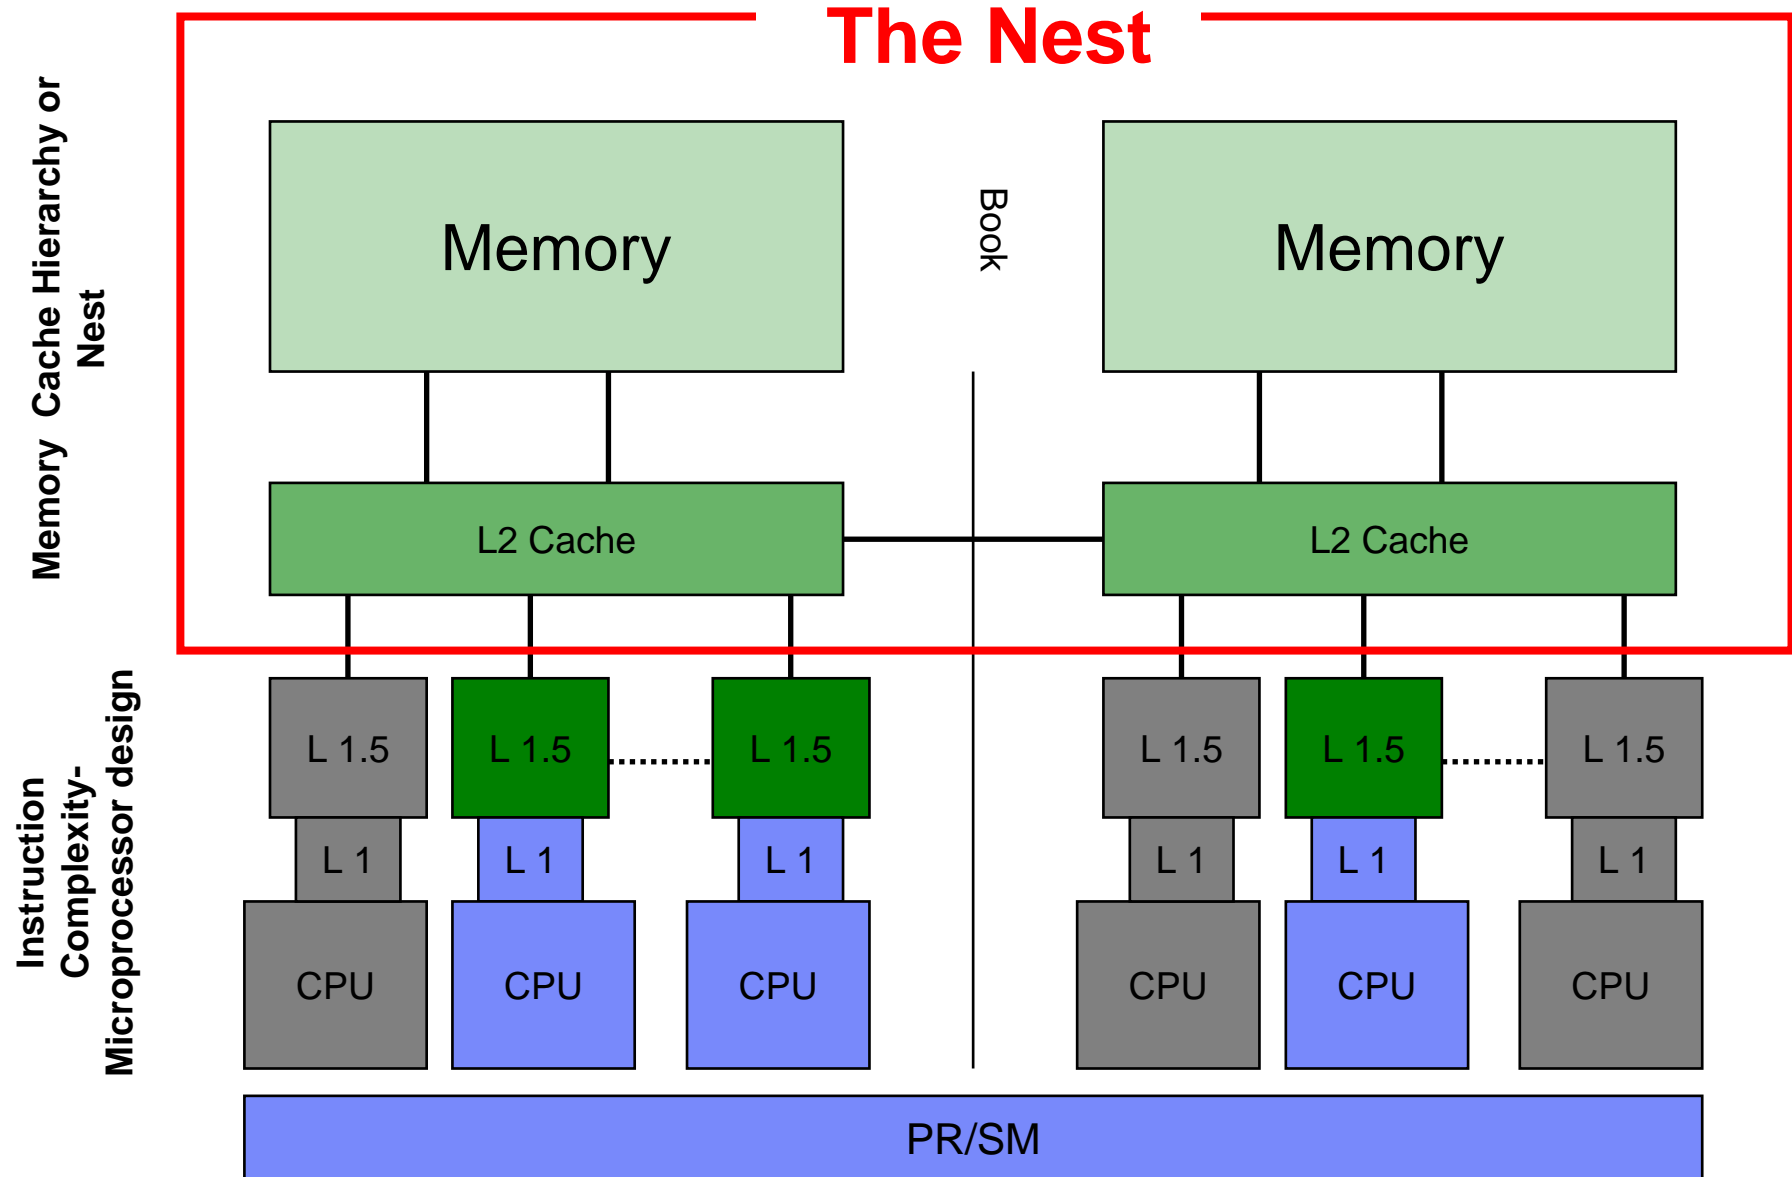 The Nest
Memory Cache Hierarchy or
Nest
Memory
Book
Memory
L2 Cache
L2 Cache
Instruction
Complexity-
Microprocessor design
L 1.5
L 1.5
L 1.5
L 1.5
L 1.5
L 1.5
L 1
L 1
L 1
L 1
L 1
L 1
CPU
CPU
CPU
CPU
CPU
CPU
PR/SM